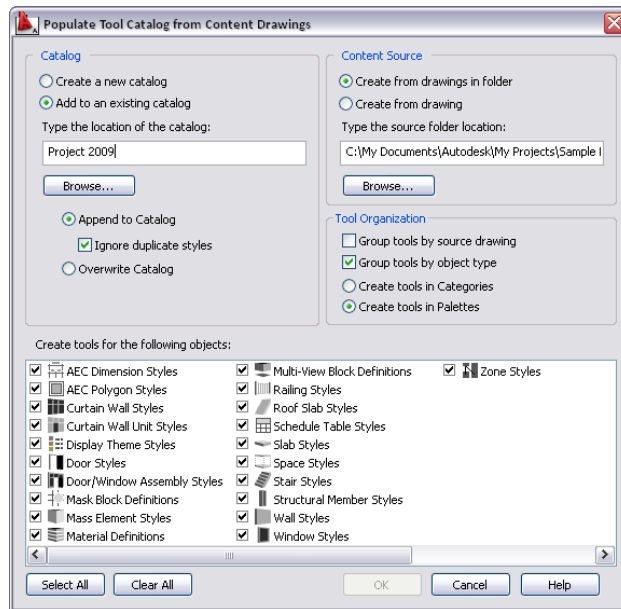 Populate Tool Catalog from Content Drawings
Catalog
Create a new catalog
Add to an existing catalog
Type the location of the catalog:
Project 2009
Browse...
Append to Catalog
Ignore duplicate styles
Overwrite Catalog
Content Source
Create from drawings in folder
Create from drawing
Type the source folder location:
C:\My Documents\Autodesk\My Projects\Sample
Browse...
Tool Organization
Group tools by source drawing
Group tools by object type
Create tools in Categories
Create tools in Palettes
Create tools for the following objects:
AEC Dimension Styles
AEC Polygon Styles
Curtain Wall Styles
Curtain Wall Unit Styles
Display Theme Styles
Door Styles
Door/Window Assembly Styles
Mask Block Definitions
Mass Element Styles
Material Definitions
Multi-View Block Definitions
Railing Styles
Roof Slab Styles
Schedule Table Styles
Slab Styles
Space Styles
Stair Styles
Structural Member Styles
Wall Styles
Window Styles
Zone Styles
Select All
Clear All
OK
Cancel
Help